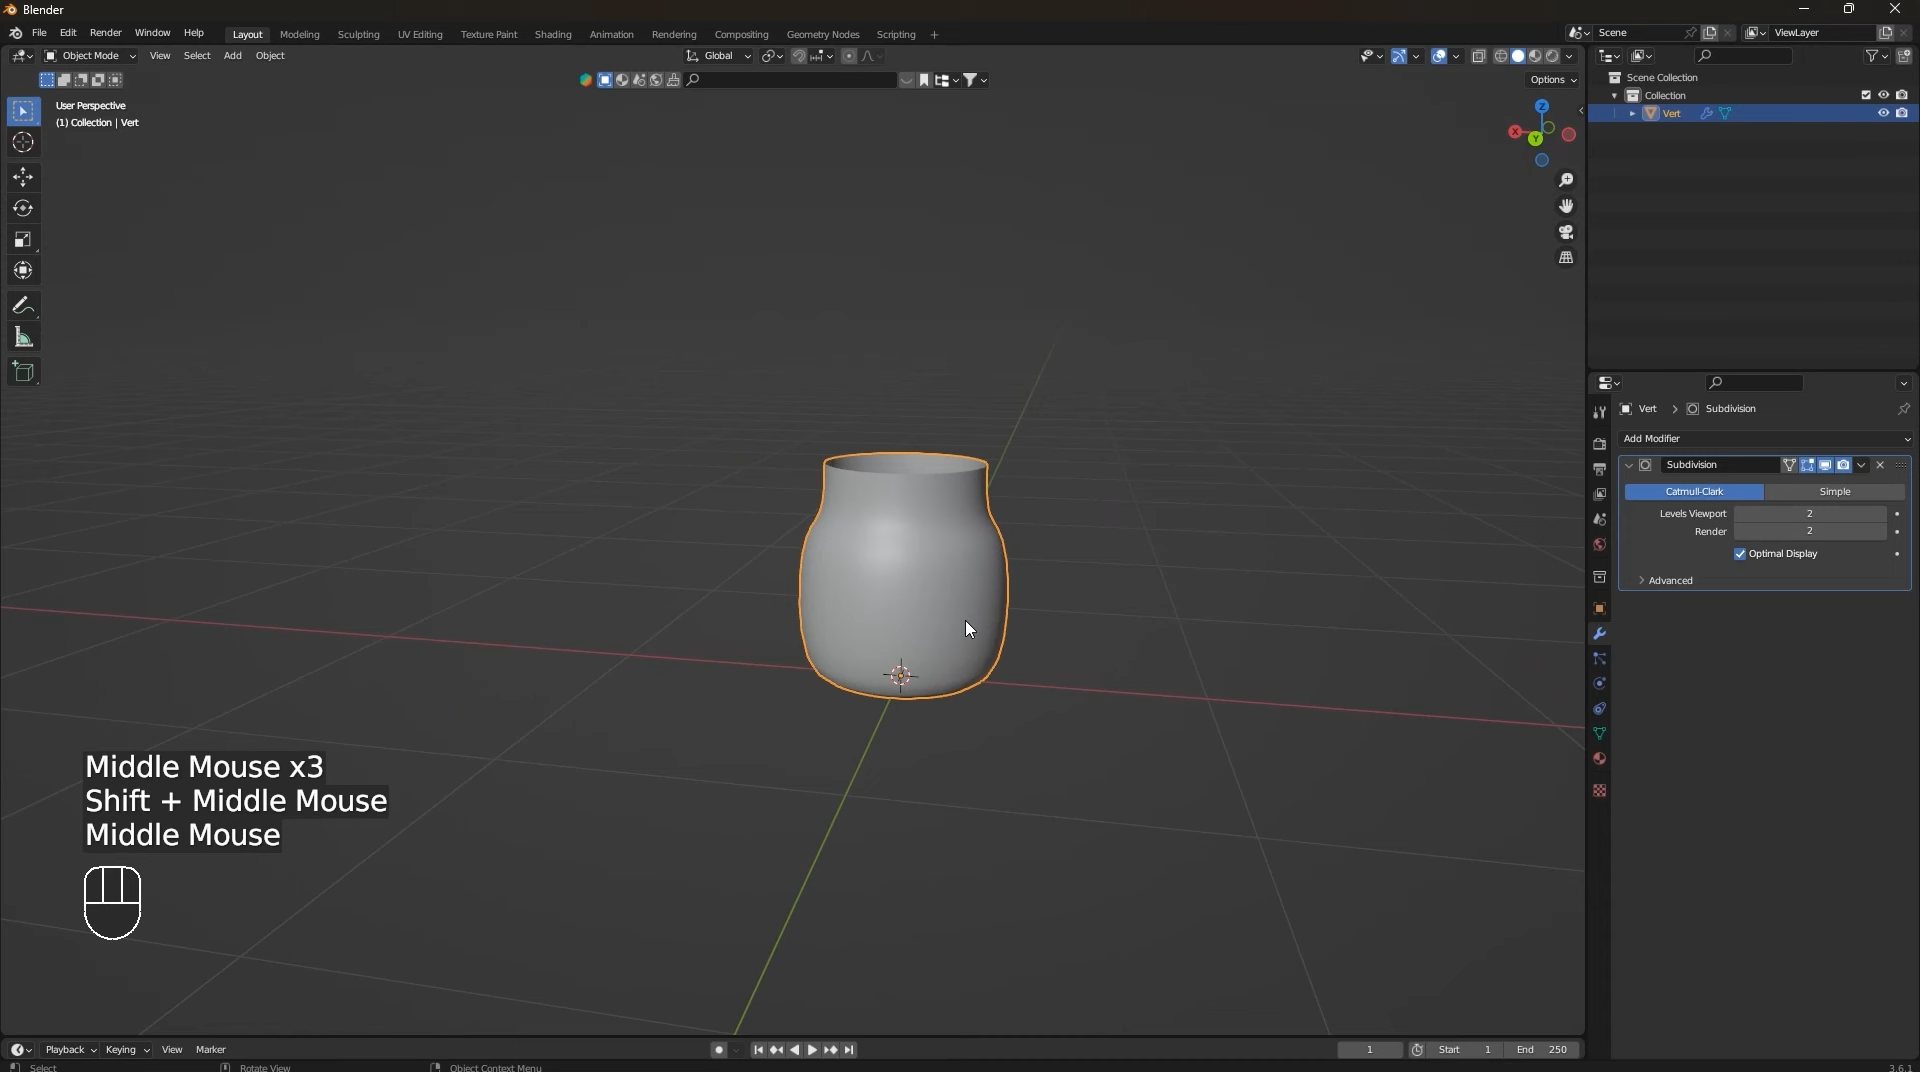 Blender
File Edit Render Window Help
Layout Modeling Sculpting UV Editing Texture Paint Shading Animation Rendering Compositing Geometry Nodes Scripting +
Scene
ViewLayer
Object Mode View Select Add Object
Global
Options
User Perspective
(1) Collection | Vert
Z
X
Y
Scene Collection
Collection
Vert
Vert > Subdivision
Add Modifier
Subdivision
Catmull-Clark Simple
Levels Viewport 2
Render 2
Optimal Display
Advanced
Middle Mouse x3
Shift + Middle Mouse
Middle Mouse
Playback Keying View Marker
1
Start 1
End 250
Select
Rotate View
Object Context Menu
3.6.1